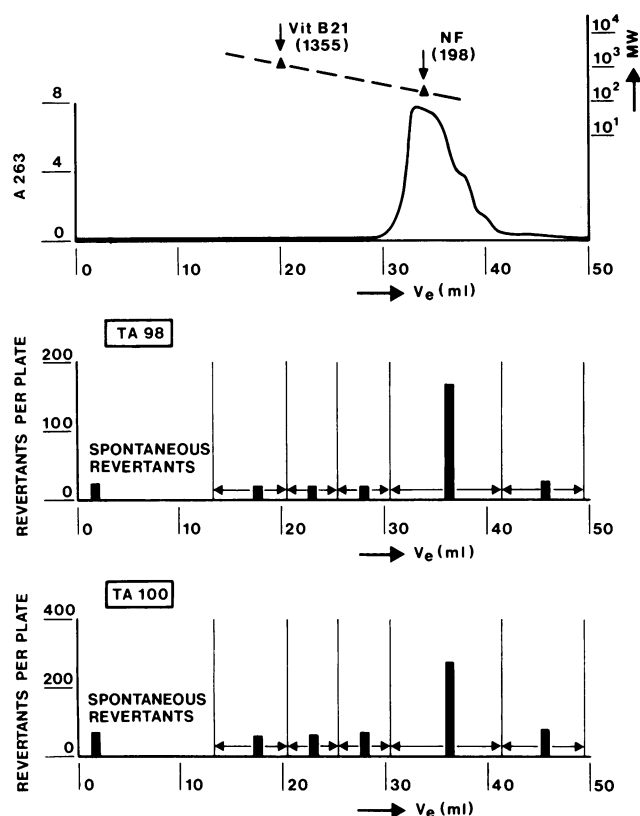 Vit B21
(1355)
NF
(198)
10⁴
10³
10²
10¹
MW
8
4
0
A 263
0 10 20 30 40 50
Vₑ (ml)
TA 98
200
100
0
REVERTANTS PER PLATE
SPONTANEOUS
REVERTANTS
0 10 20 30 40 50
Vₑ (ml)
TA 100
400
200
0
REVERTANTS PER PLATE
SPONTANEOUS
REVERTANTS
0 10 20 30 40 50
Vₑ (ml)